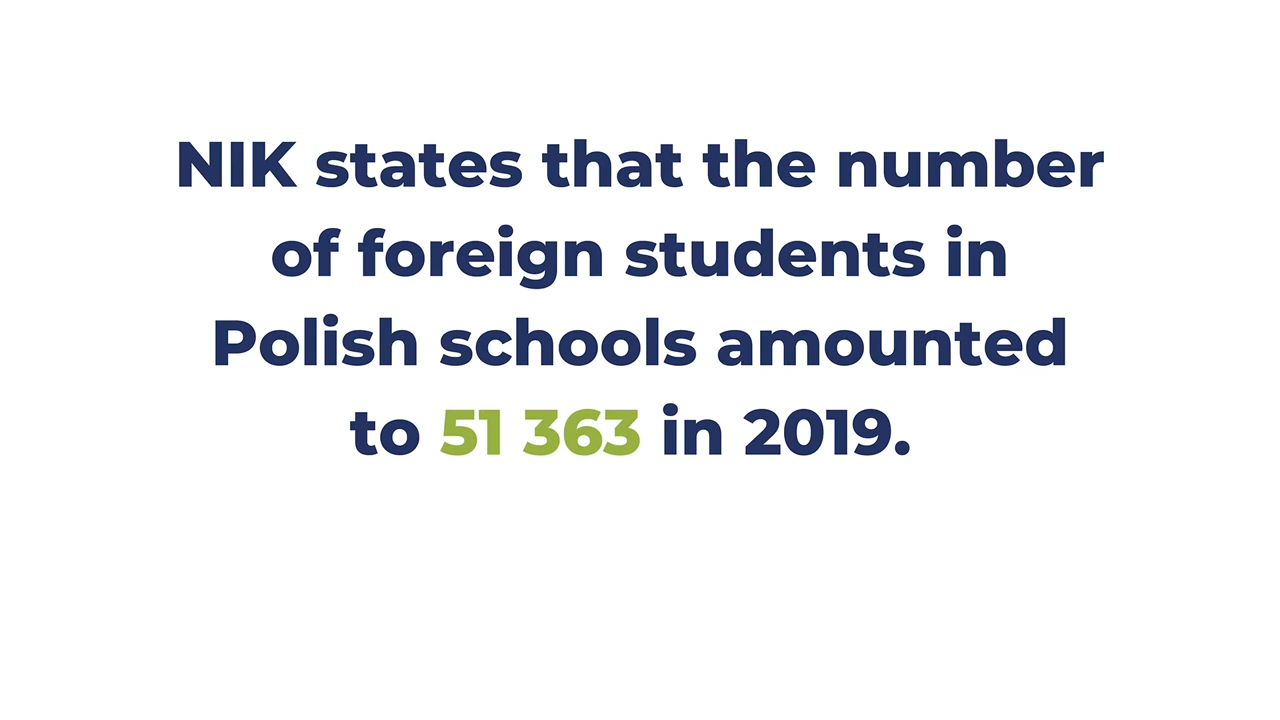 NIK states that the number
of foreign students in
Polish schools amounted
to 51 363 in 2019.